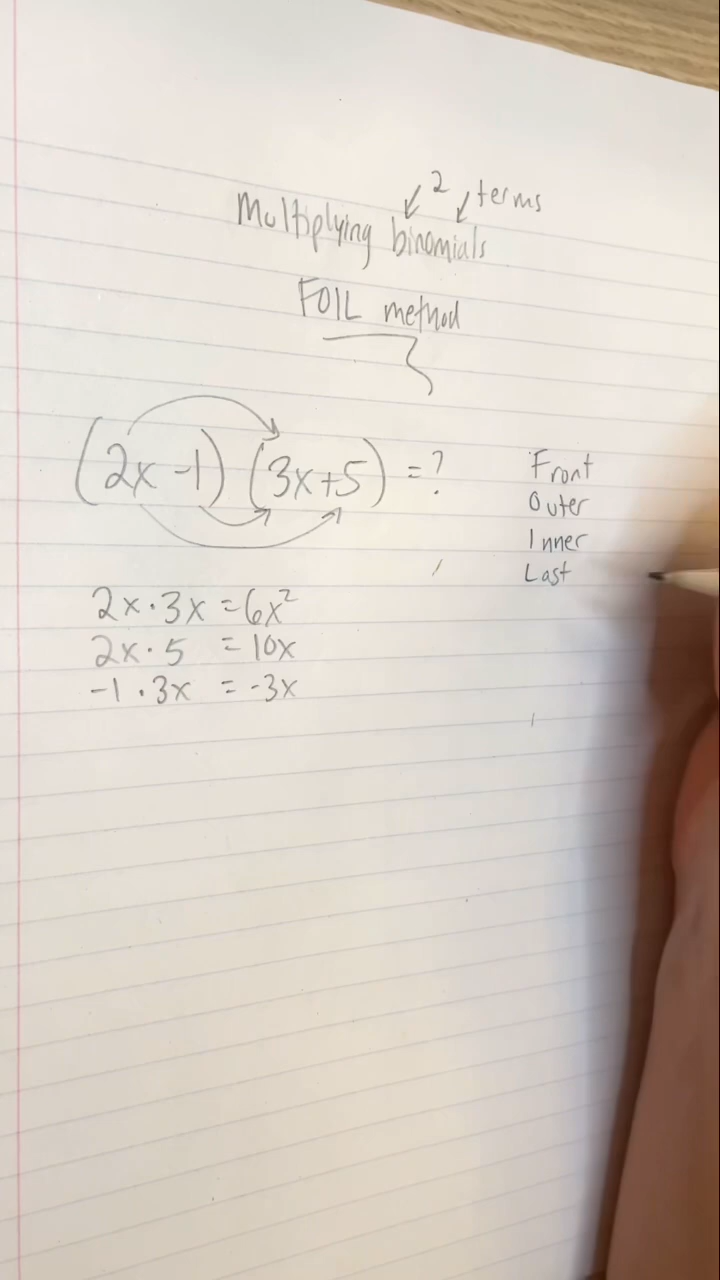 2 terms
Multiplying binomials
FOIL method
(2x-1)(3x+5) = ?
Front
Outer
Inner
Last
2x·3x = 6x²
2x·5 = 10x
-1·3x = -3x